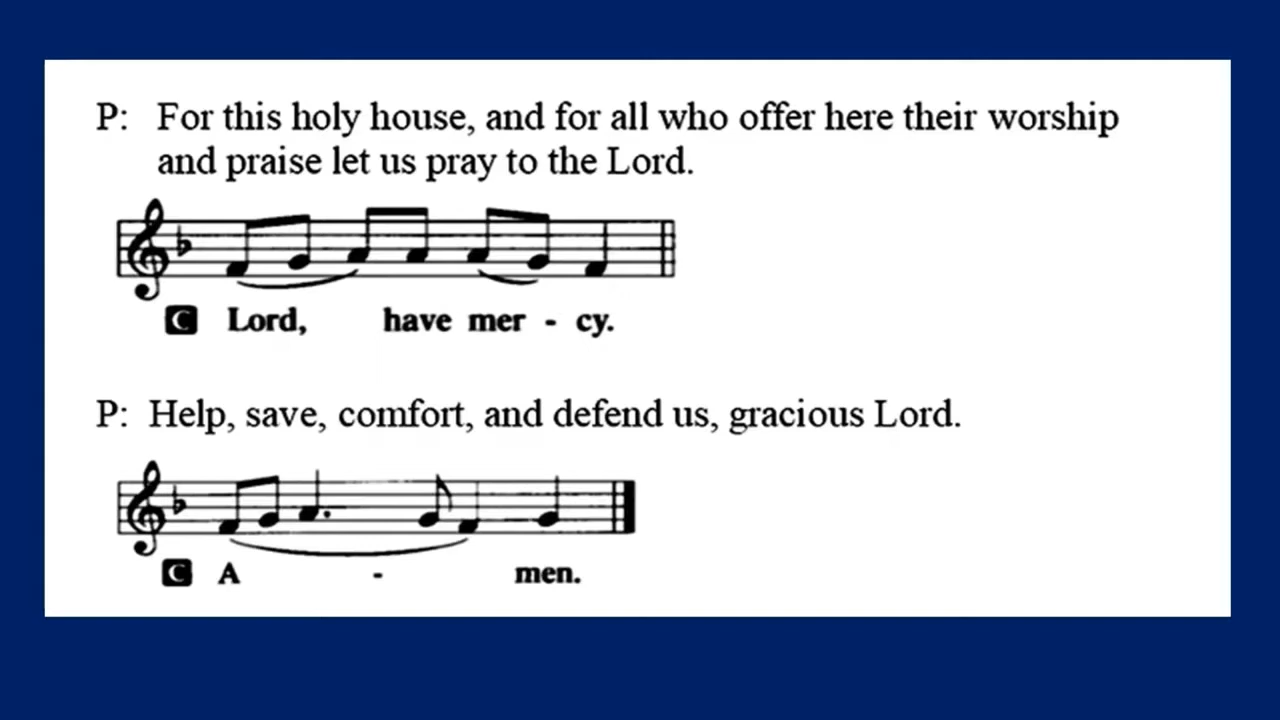 P: For this holy house, and for all who offer here their worship
and praise let us pray to the Lord.
C Lord, have mer - cy.
P: Help, save, comfort, and defend us, gracious Lord.
C A - men.